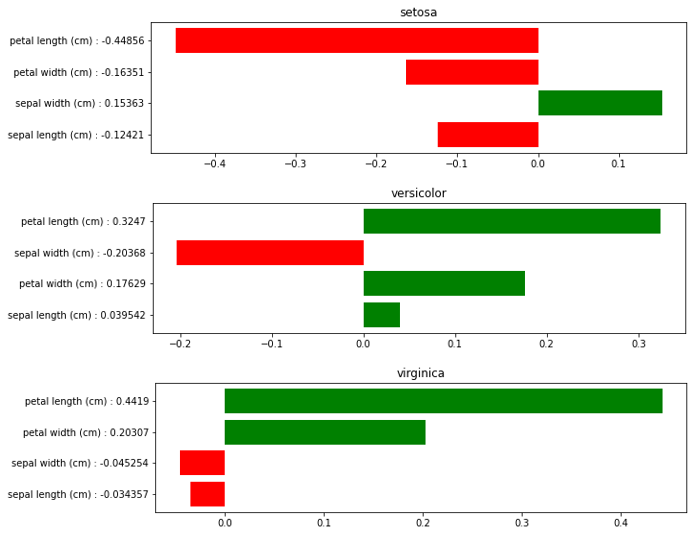 setosa
petal length (cm) : -0.44856
petal width (cm) : -0.16351
sepal width (cm) : 0.15363
sepal length (cm) : -0.12421
−0.4 −0.3 −0.2 −0.1 0.0 0.1
versicolor
petal length (cm) : 0.3247
sepal width (cm) : -0.20368
petal width (cm) : 0.17629
sepal length (cm) : 0.039542
−0.2 −0.1 0.0 0.1 0.2 0.3
virginica
petal length (cm) : 0.4419
petal width (cm) : 0.20307
sepal width (cm) : -0.045254
sepal length (cm) : -0.034357
0.0 0.1 0.2 0.3 0.4